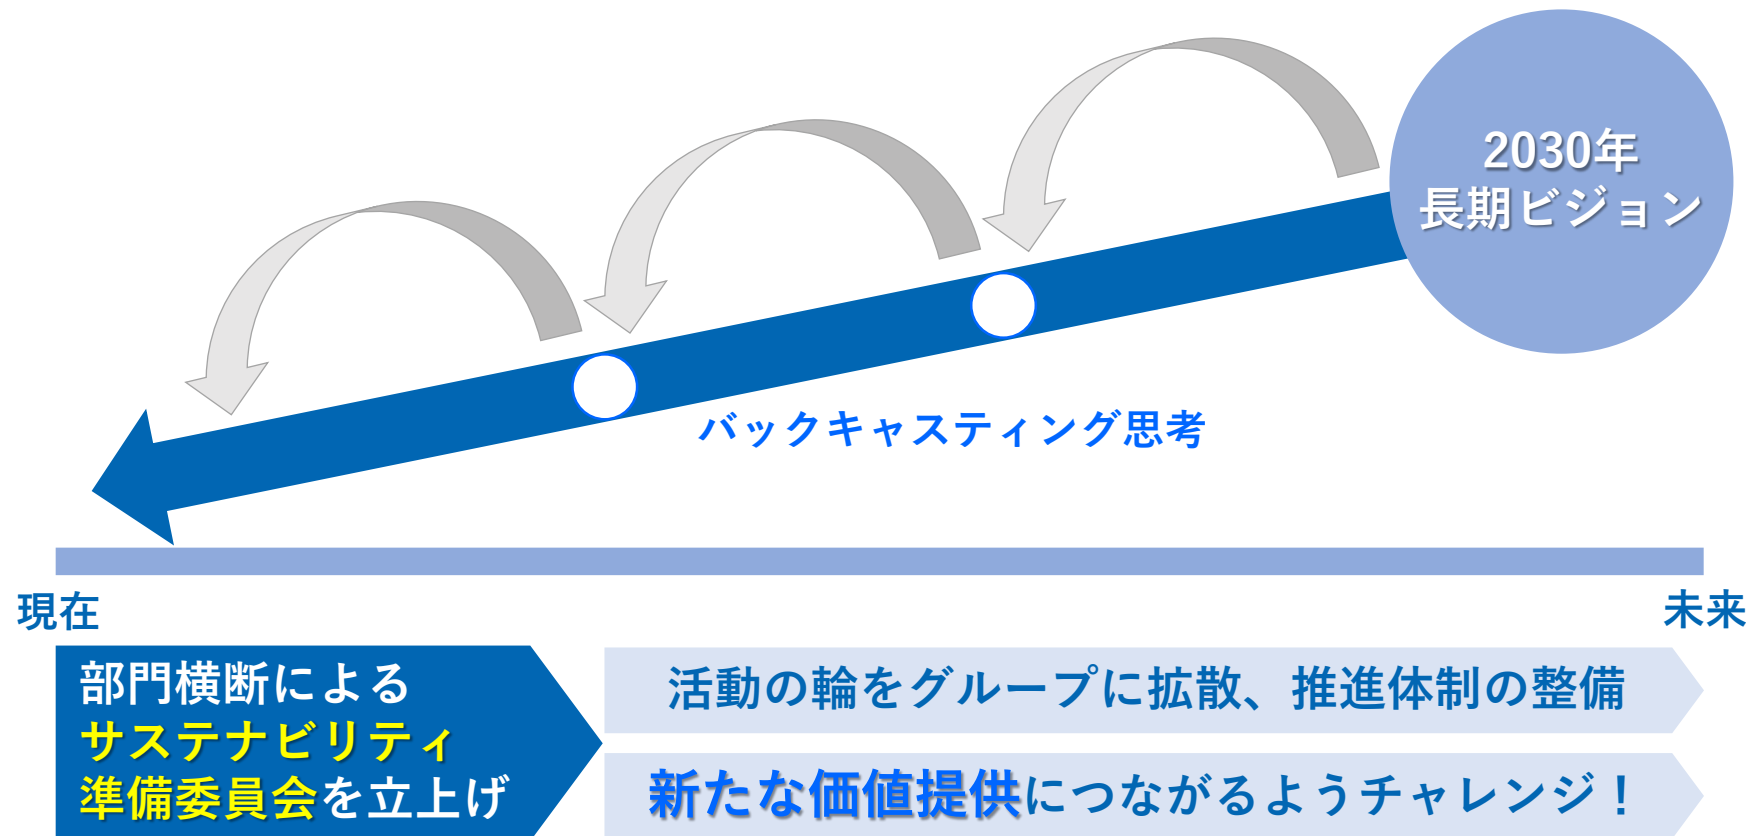 2030年
長期ビジョン
バックキャスティング思考
現在
未来
部門横断による
サステナビリティ
準備委員会を立上げ
活動の輪をグループに拡散、推進体制の整備
新たな価値提供につながるようチャレンジ！